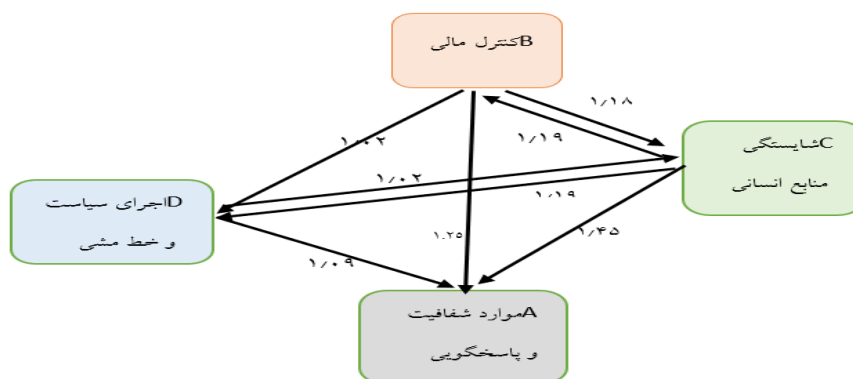 Bکنترل مالی
۱٫۱۸
۱٫۱۹
۱٫۰۲
Cشایستگی
منابع انسانی
۱٫۰۲
۱٫۱۹
Dاجرای سیاست
و خط مشی
۱.۲۵
۱٫۴۵
۱٫۰۹
Aموارد شفافیت
و پاسخگویی